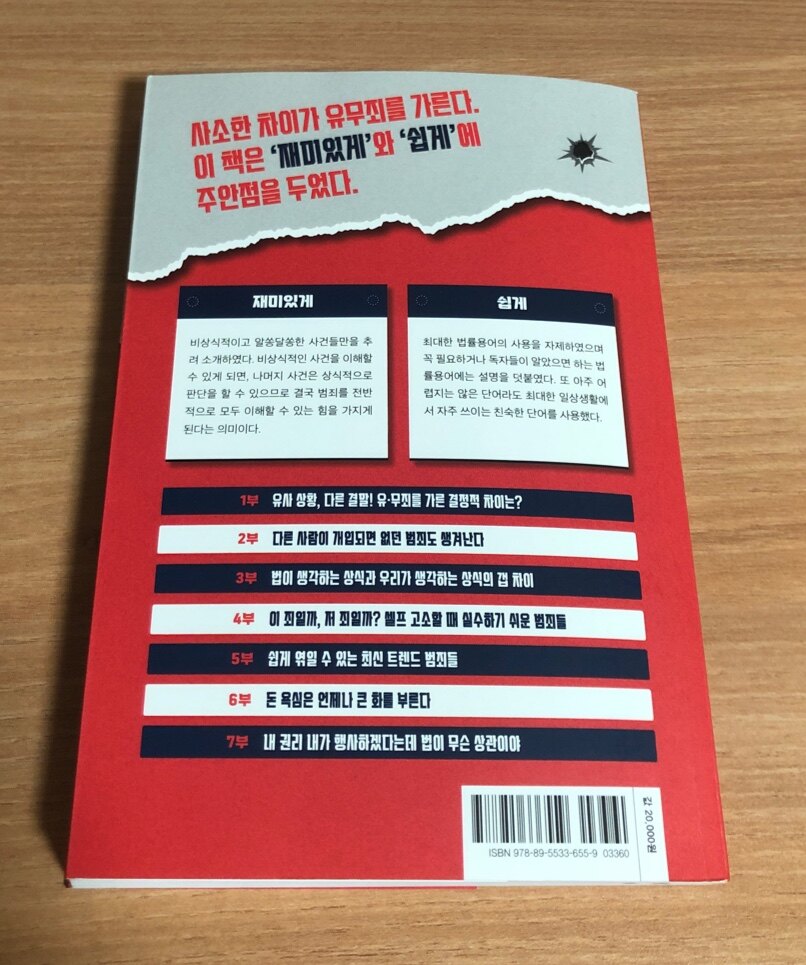 사소한 차이가 유무죄를 가른다.
이 책은 ‘재미있게’와 ‘쉽게’에
주안점을 두었다.
재미있게
비상식적이고 알쏭달쏭한 사건들만을 추
려 소개하였다. 비상식적인 사건을 이해할
수 있게 되면, 나머지 사건은 상식적으로
판단을 할 수 있으므로 결국 범죄를 전반
적으로 모두 이해할 수 있는 힘을 가지게
된다는 의미이다.
쉽게
최대한 법률용어의 사용을 자제하였으며
꼭 필요하거나 독자들이 알았으면 하는 법
률용어에는 설명을 덧붙였다. 또 아주 어
렵지는 않은 단어라도 최대한 일상생활에
서 자주 쓰이는 친숙한 단어를 사용했다.
1부 유사 상황, 다른 결말! 유·무죄를 가른 결정적 차이는?
2부 다른 사람이 개입되면 없던 범죄도 생겨난다
3부 법이 생각하는 상식과 우리가 생각하는 상식의 갭 차이
4부 이 죄일까, 저 죄일까? 셀프 고소할 때 실수하기 쉬운 범죄들
5부 쉽게 엮일 수 있는 최신 트렌드 범죄들
6부 돈 욕심은 언제나 큰 화를 부른다
7부 내 권리 내가 행사하겠다는데 법이 무슨 상관이야
ISBN 978-89-5533-655-9 03360
값 20,000원